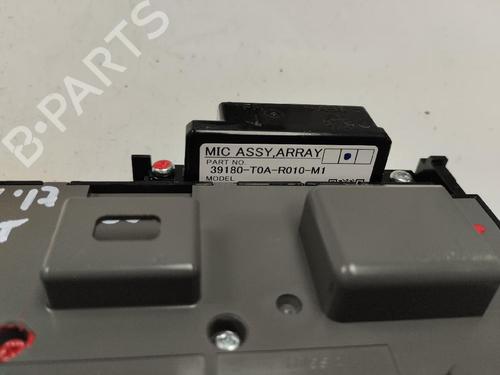 B-PARTS
MIC ASSY,ARRAY
PART NO.
39180-T0A-R010-M1
MODEL